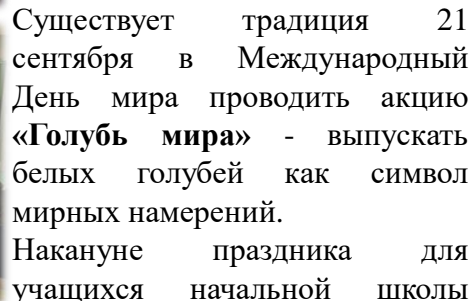 Существует традиция 21
сентября в Международный
День мира проводить акцию
«Голубь мира» - выпускать
белых голубей как символ
мирных намерений.
Накануне праздника для
учащихся начальной школы